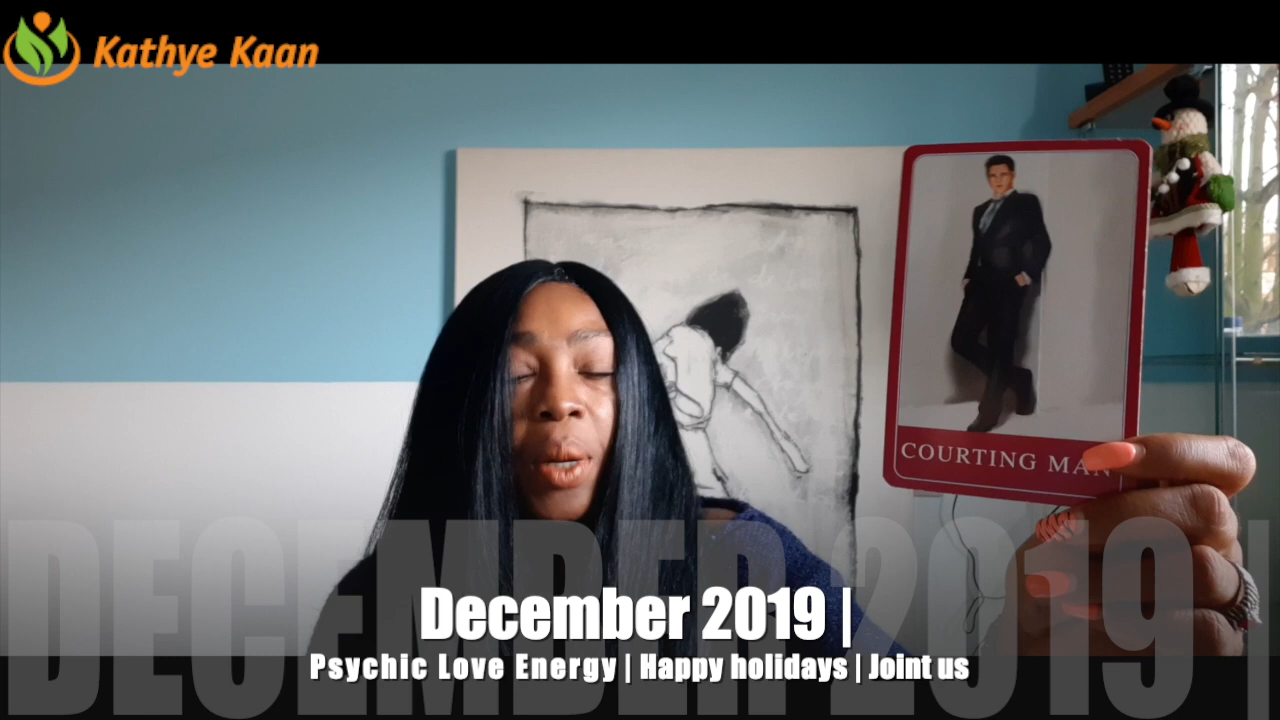 Kathye Kaan
COURTING MAN
DECEMBER 2019 |
December 2019 |
Psychic Love Energy | Happy holidays | Joint us